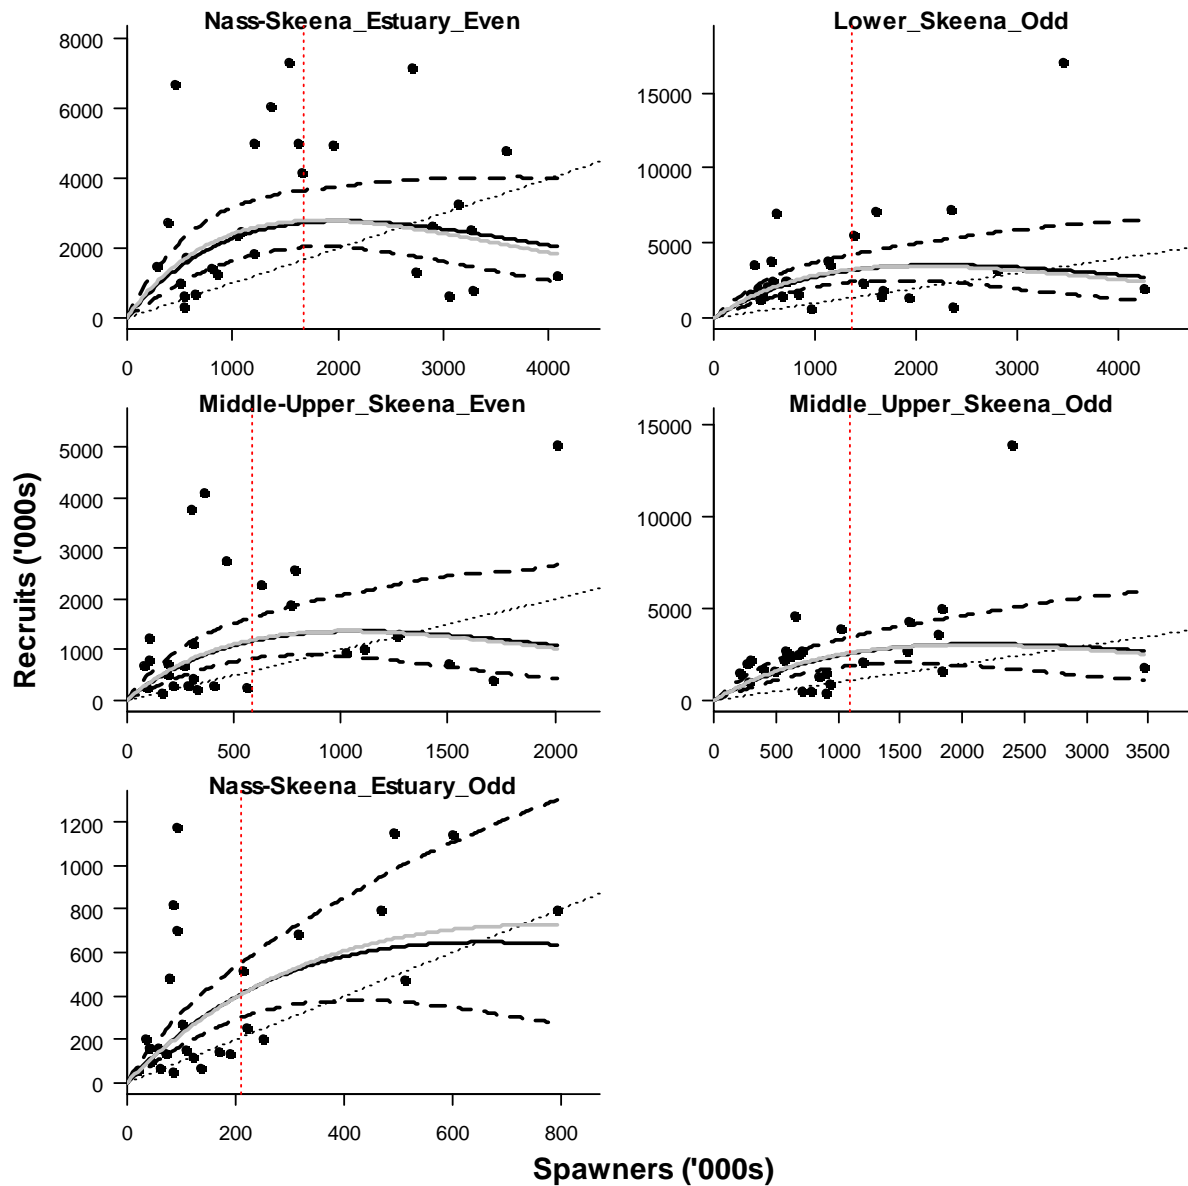 Nass-Skeena_Estuary_Even
8000
6000
4000
2000
0
0 1000 2000 3000 4000
Lower_Skeena_Odd
15000
10000
5000
0
0 1000 2000 3000 4000
Middle-Upper_Skeena_Even
5000
4000
3000
2000
1000
0
0 500 1000 1500 2000
Middle_Upper_Skeena_Odd
15000
10000
5000
0
0 500 1000 1500 2000 2500 3000 3500
Nass-Skeena_Estuary_Odd
1200
1000
800
600
400
200
0
0 200 400 600 800
Recruits ('000s)
Spawners ('000s)